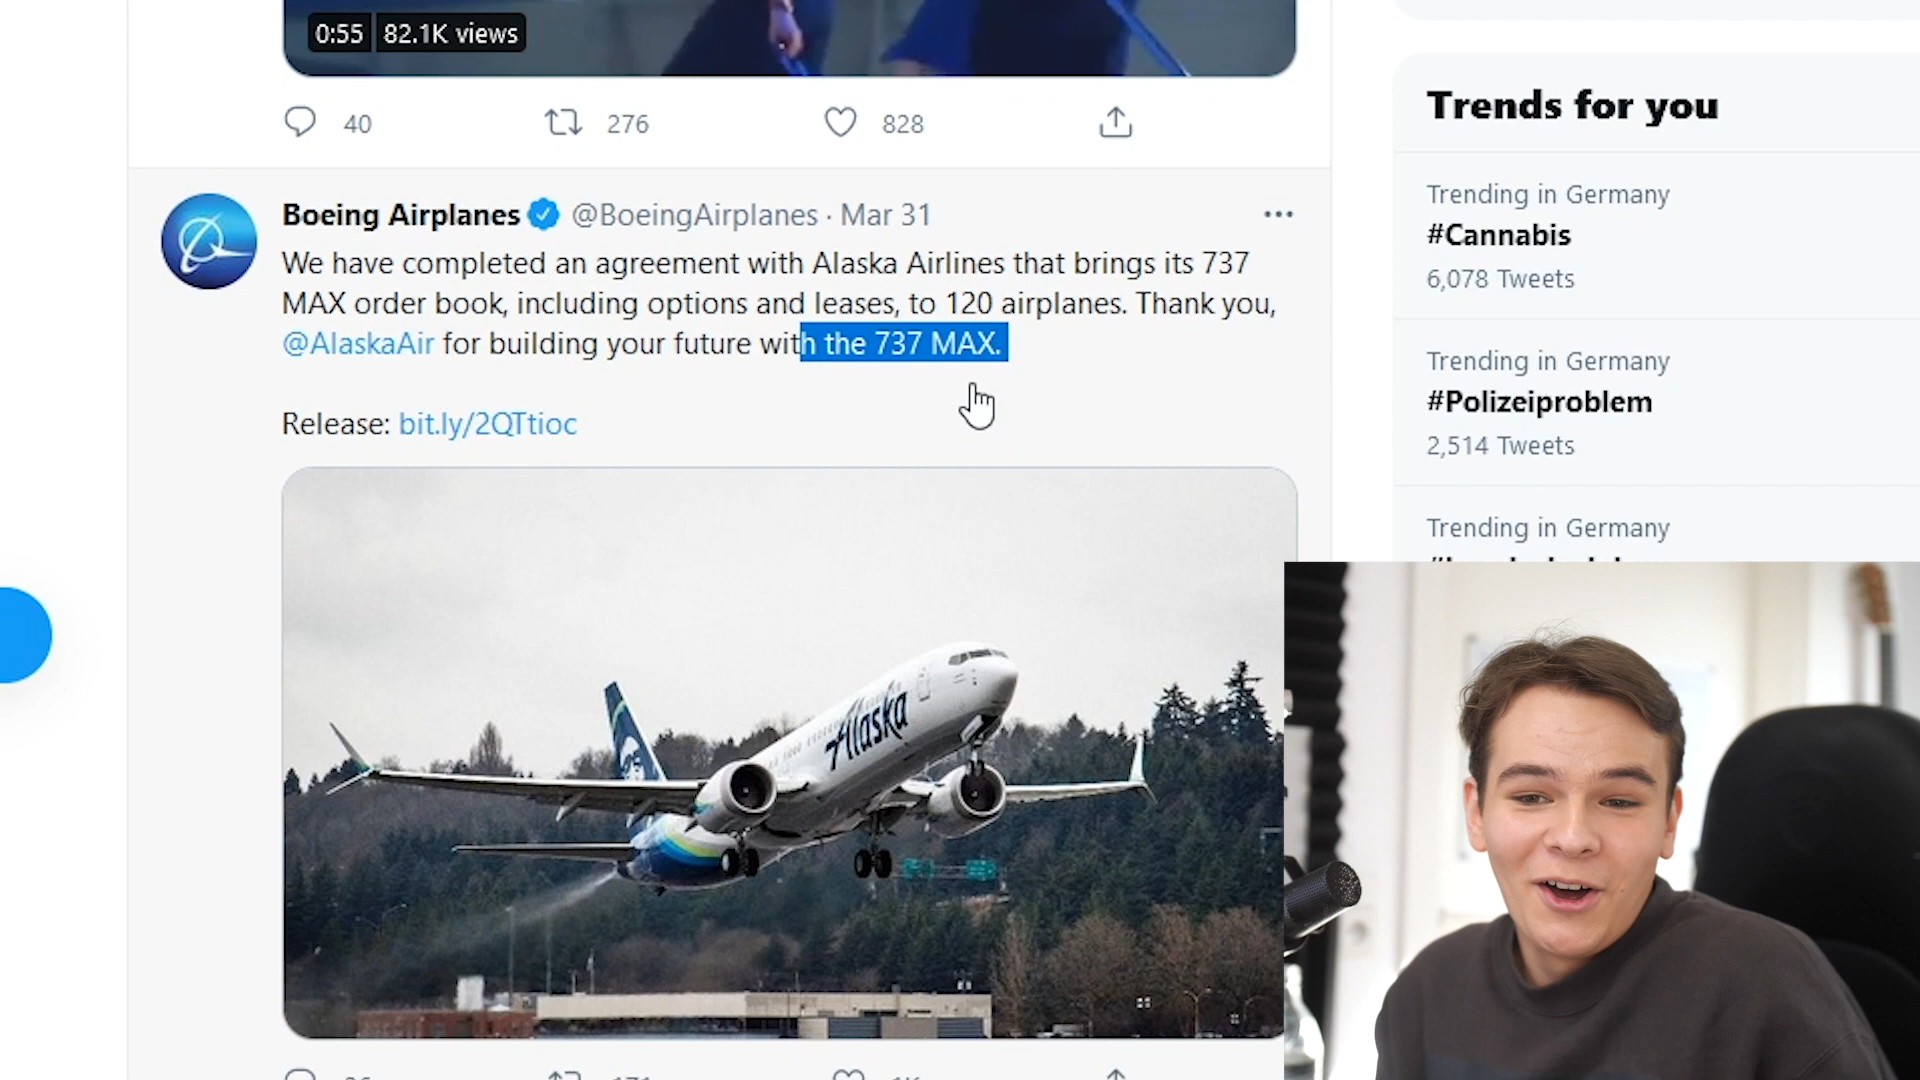 0:55 82.1K views
40 276 828
Boeing Airplanes @BoeingAirplanes · Mar 31
We have completed an agreement with Alaska Airlines that brings its 737
MAX order book, including options and leases, to 120 airplanes. Thank you,
@AlaskaAir for building your future with the 737 MAX.
Release: bit.ly/2QTtioc
Alaska
Trends for you
Trending in Germany
#Cannabis
6,078 Tweets
Trending in Germany
#Polizeiproblem
2,514 Tweets
Trending in Germany